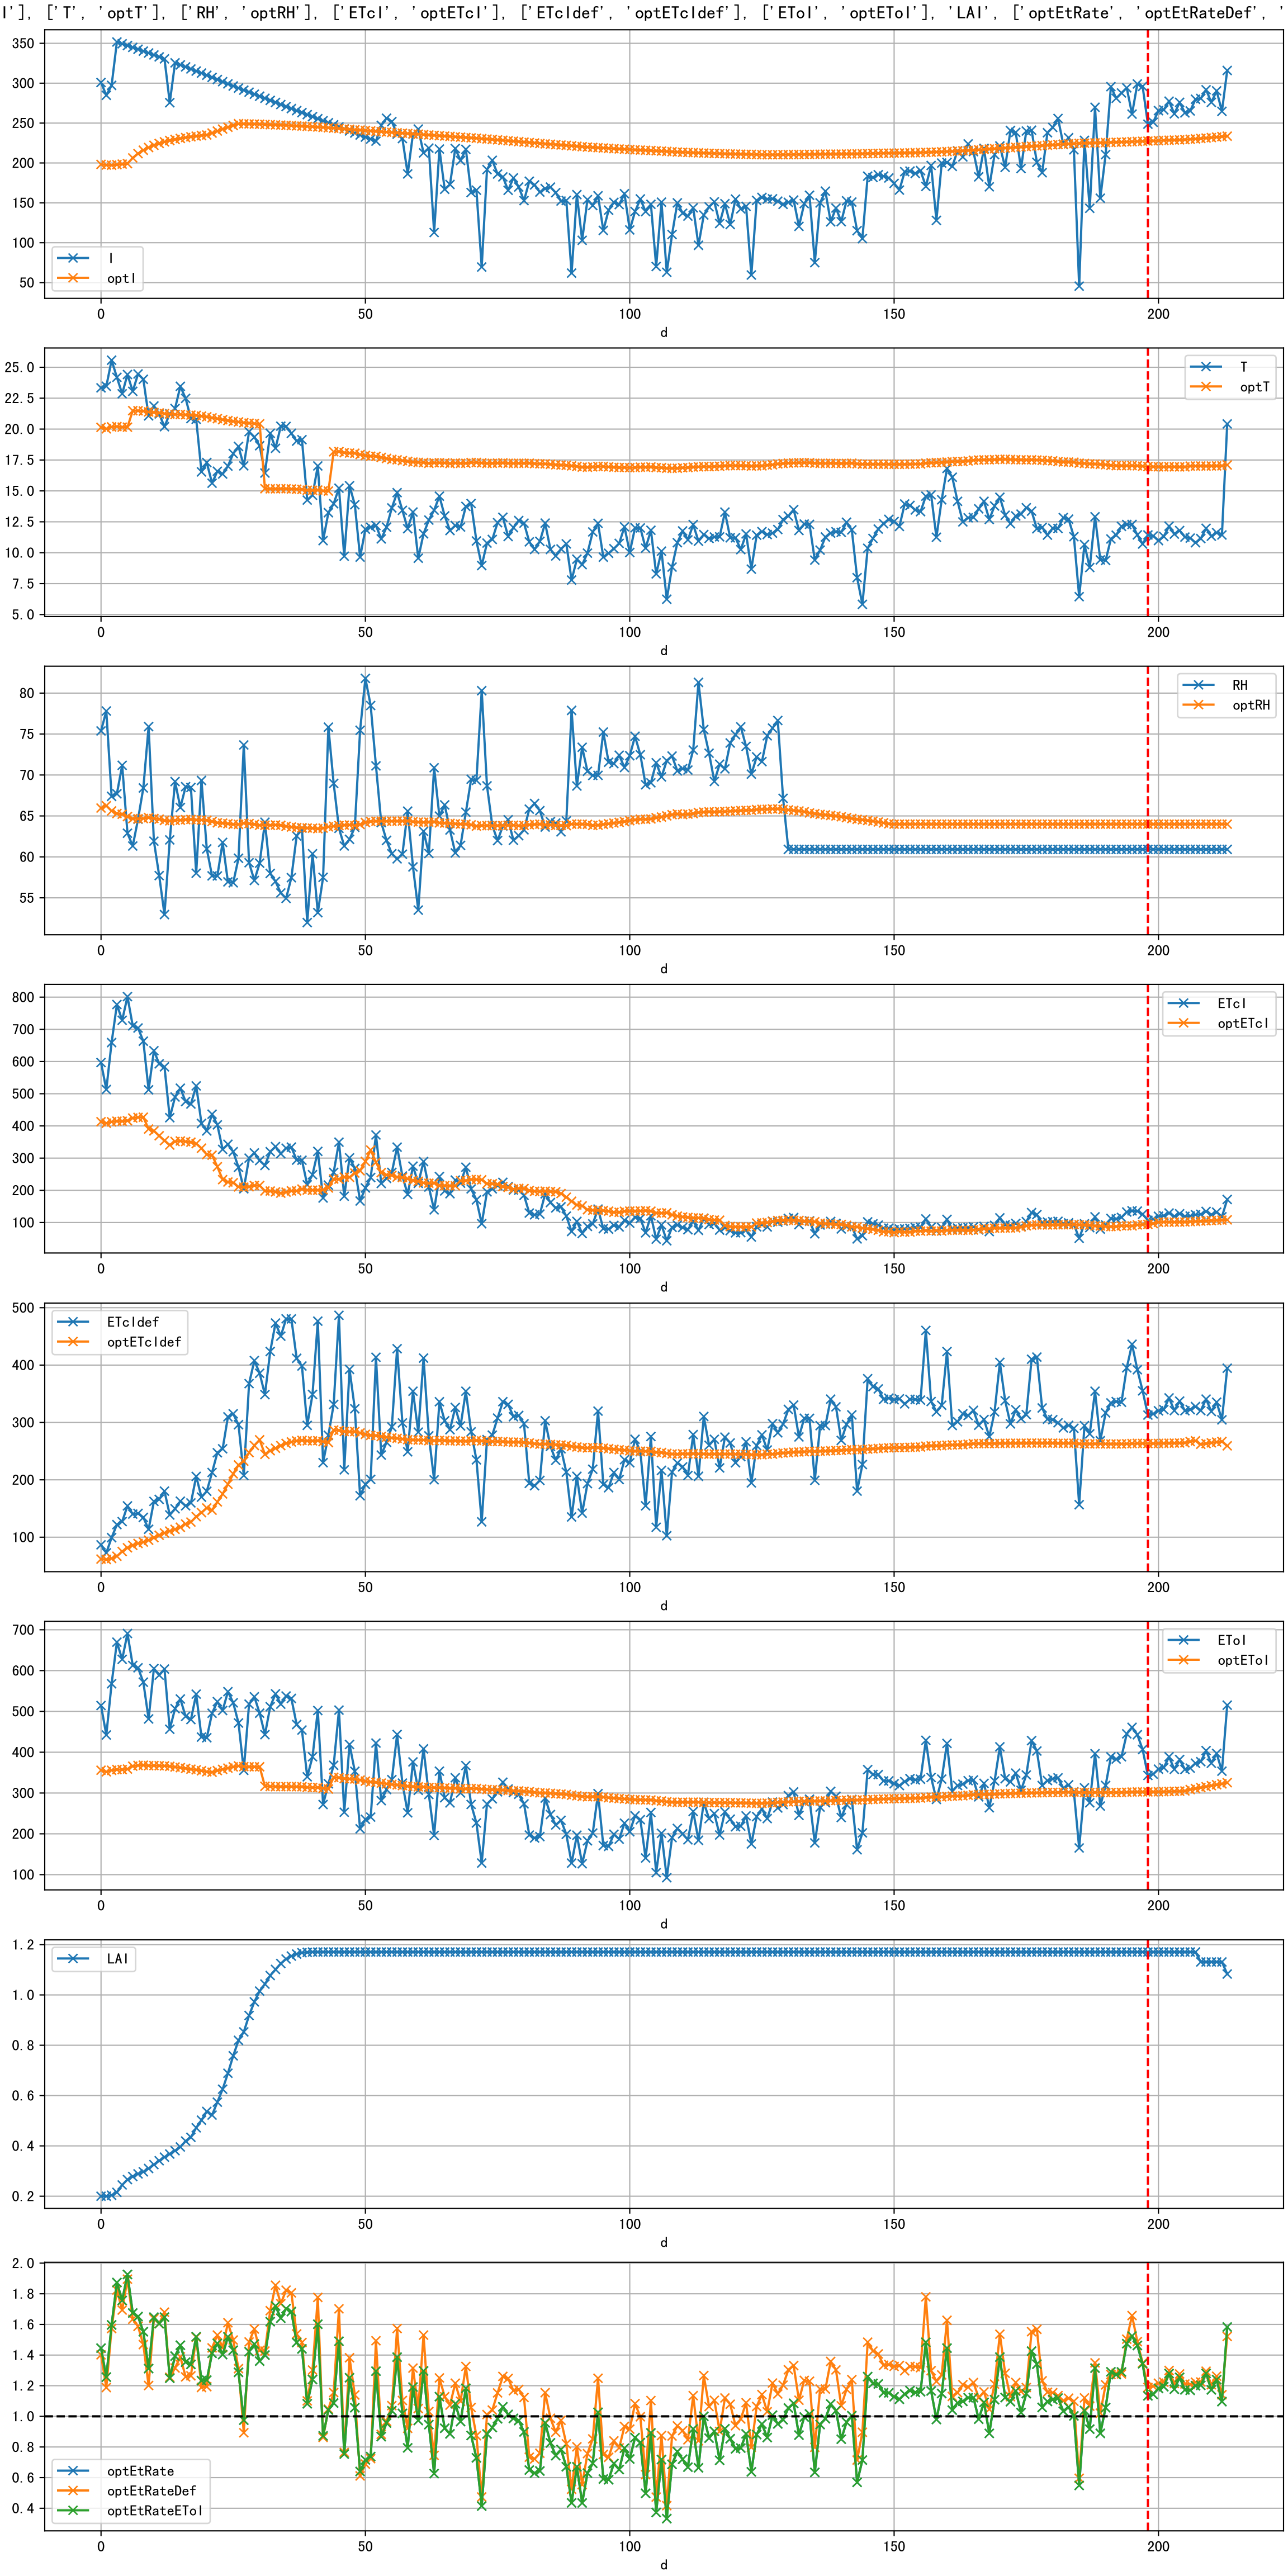 I'], ['T', 'optT'], ['RH', 'optRH'], ['ETcI', 'optETcI'], ['ETcIdef', 'optETcIdef'], ['EToI', 'optEToI'], 'LAI', ['optEtRate', 'optEtRateDef', '
350
300
250
200
150
100
50
I
optI
0 50 100 150 200
d
25.0
22.5
20.0
17.5
15.0
12.5
10.0
7.5
5.0
T
optT
0 50 100 150 200
d
80
75
70
65
60
55
RH
optRH
0 50 100 150 200
d
800
700
600
500
400
300
200
100
ETcI
optETcI
0 50 100 150 200
d
500
400
300
200
100
ETcIdef
optETcIdef
0 50 100 150 200
d
700
600
500
400
300
200
100
EToI
optEToI
0 50 100 150 200
d
1.2
1.0
0.8
0.6
0.4
0.2
LAI
0 50 100 150 200
d
2.0
1.8
1.6
1.4
1.2
1.0
0.8
0.6
0.4
optEtRate
optEtRateDef
optEtRateEToI
0 50 100 150 200
d